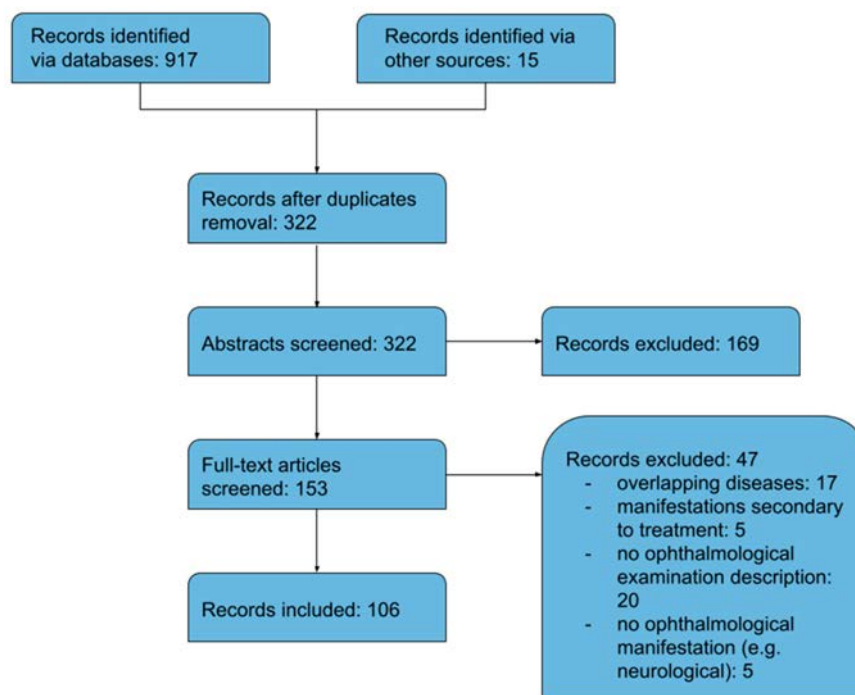 Records identified
via databases: 917
Records identified via
other sources: 15
Records after duplicates
removal: 322
Abstracts screened: 322
Records excluded: 169
Full-text articles
screened: 153
Records excluded: 47
- overlapping diseases: 17
- manifestations secondary
to treatment: 5
- no ophthalmological
examination description:
20
- no ophthalmological
manifestation (e.g.
neurological): 5
Records included: 106